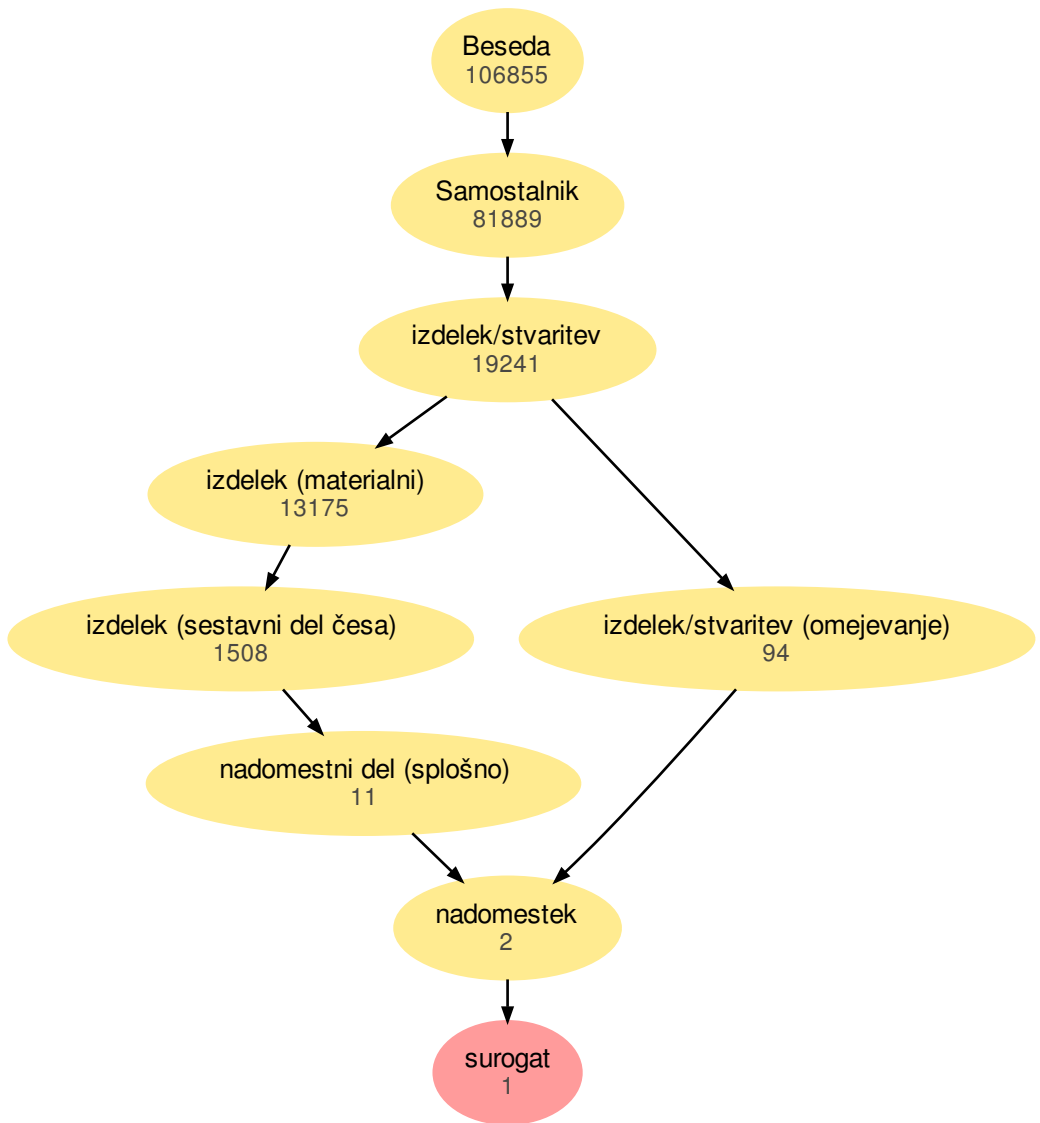 Beseda
106855
Samostalnik
81889
izdelek/stvaritev
19241
izdelek (materialni)
13175
izdelek (sestavni del česa)
1508
izdelek/stvaritev (omejevanje)
94
nadomestni del (splošno)
11
nadomestek
2
surogat
1